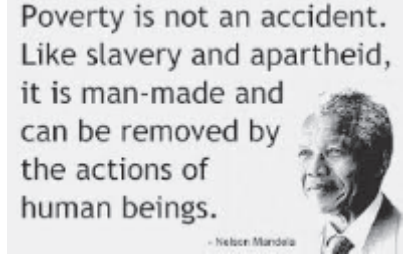 Poverty is not an accident.
Like slavery and apartheid,
it is man-made and
can be removed by
the actions of
human beings.
- Nelson Mandela